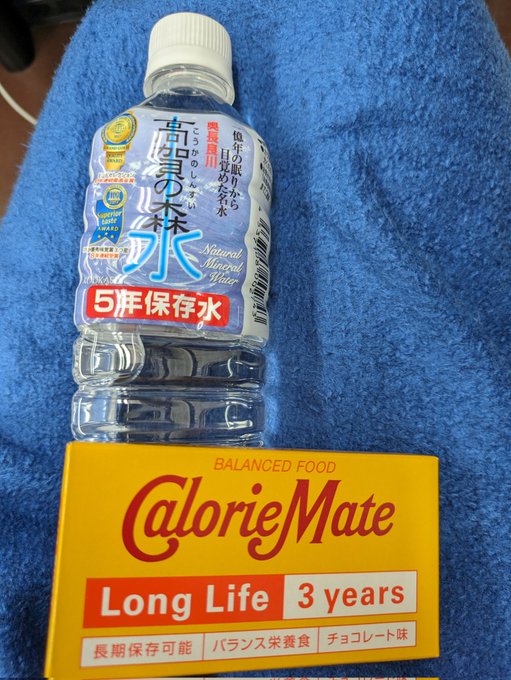 億年の眠りから
目覚めた名水
奥長良川
高賀の森水
こうかのしんすい
Superior
taste
AWARD
Natural
Mineral
Water
5年保存水
BALANCED FOOD
CalorieMate
Long Life 3 years
長期保存可能 バランス栄養食 チョコレート味